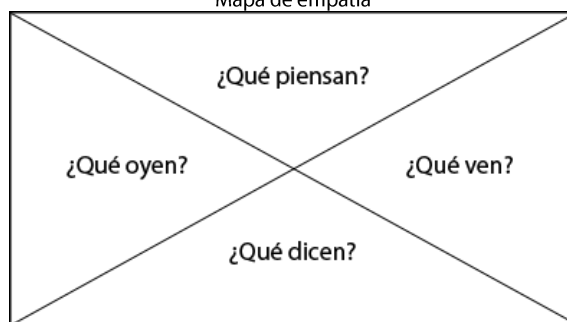 Mapa de empatía
¿Qué piensan?
¿Qué oyen?
¿Qué ven?
¿Qué dicen?